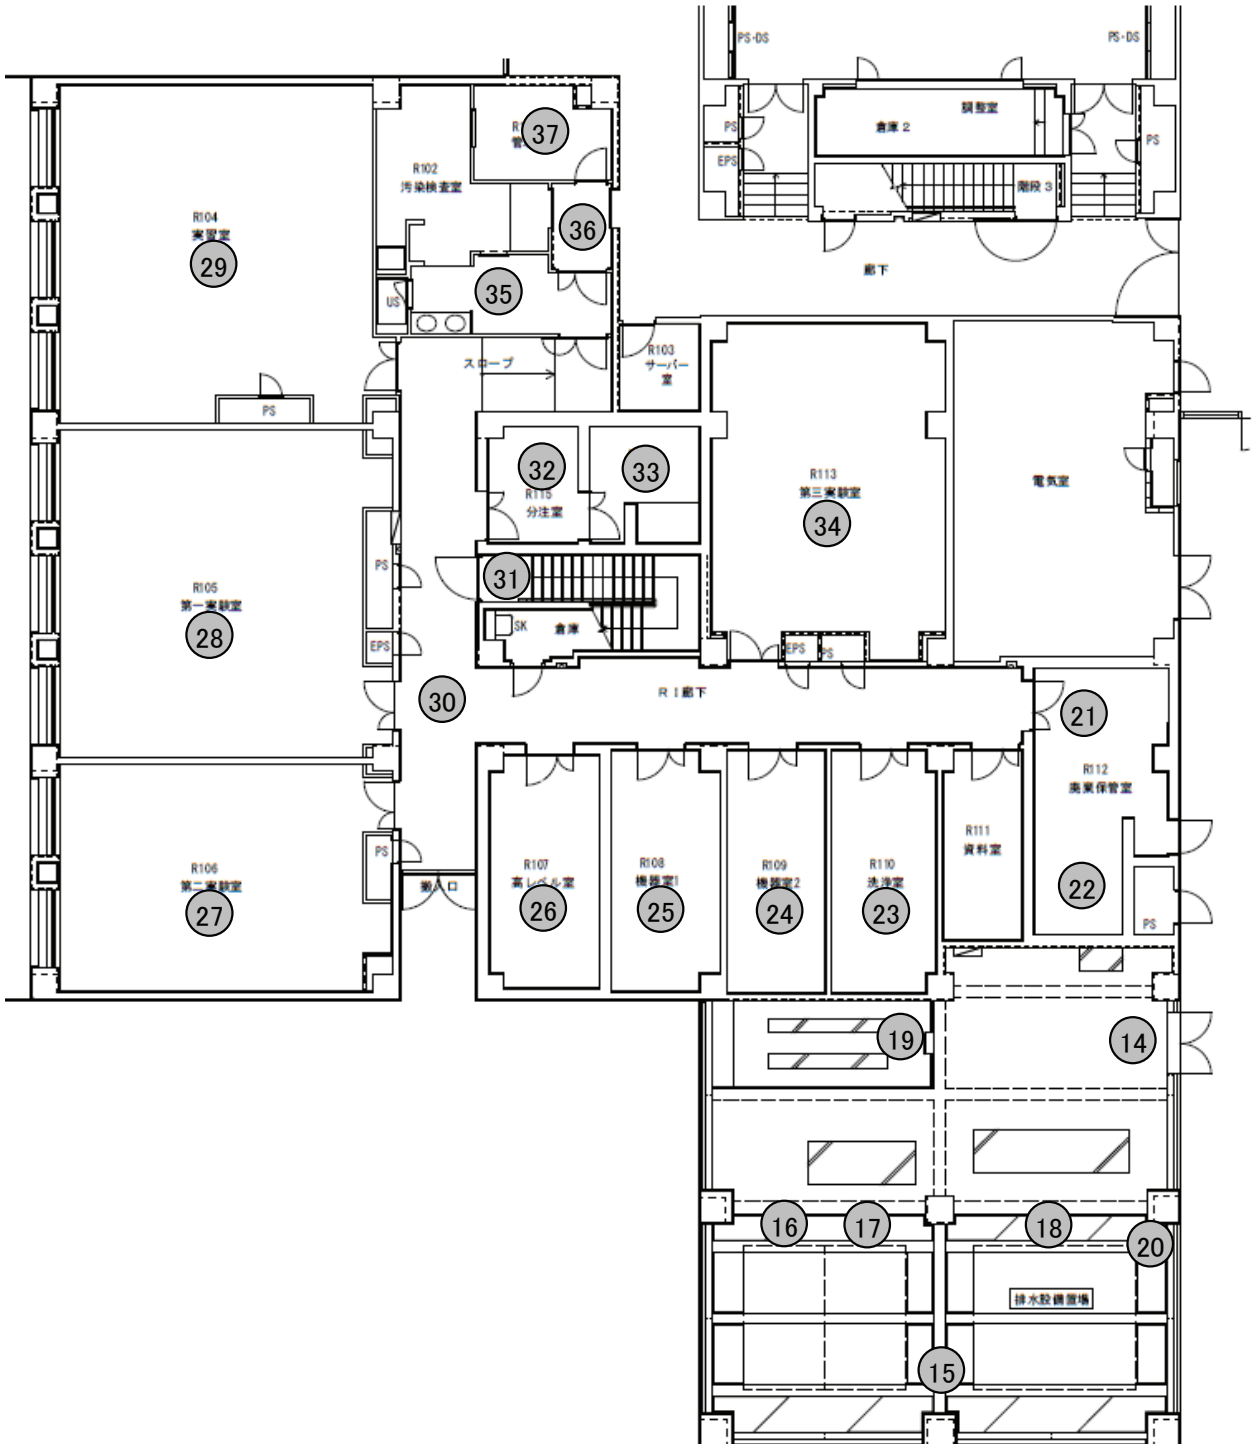 PS・DS
PS・DS
調整室
倉庫2
PS
PS
EPS
階段3
37
R102
汚染検査室
R104
実習室
29
36
35
US
廊下
スロープ
R103
サーバー
室
PS
32
33
R115
分注室
R113
第三実験室
34
電気室
31
PS
R105
第一実験室
28
SK
倉庫
EPS
EPS
PS
30
RI廊下
21
R112
廃棄保管室
R111
資料室
PS
R106
第二実験室
27
搬入口
R107
高レベル室
26
R108
機器室1
25
R109
機器室2
24
R110
洗浄室
23
22
PS
19
14
16
17
18
20
排水設備置場
15